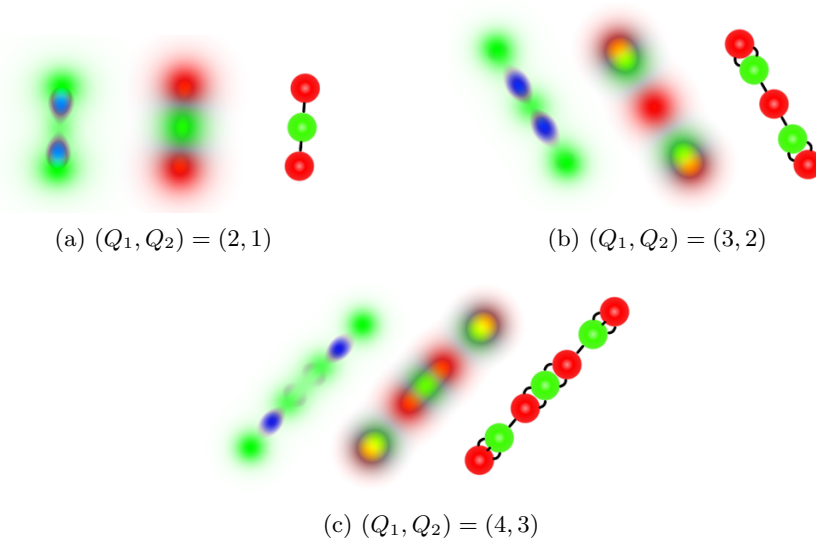 (a) (Q₁, Q₂) = (2, 1)
(b) (Q₁, Q₂) = (3, 2)
(c) (Q₁, Q₂) = (4, 3)